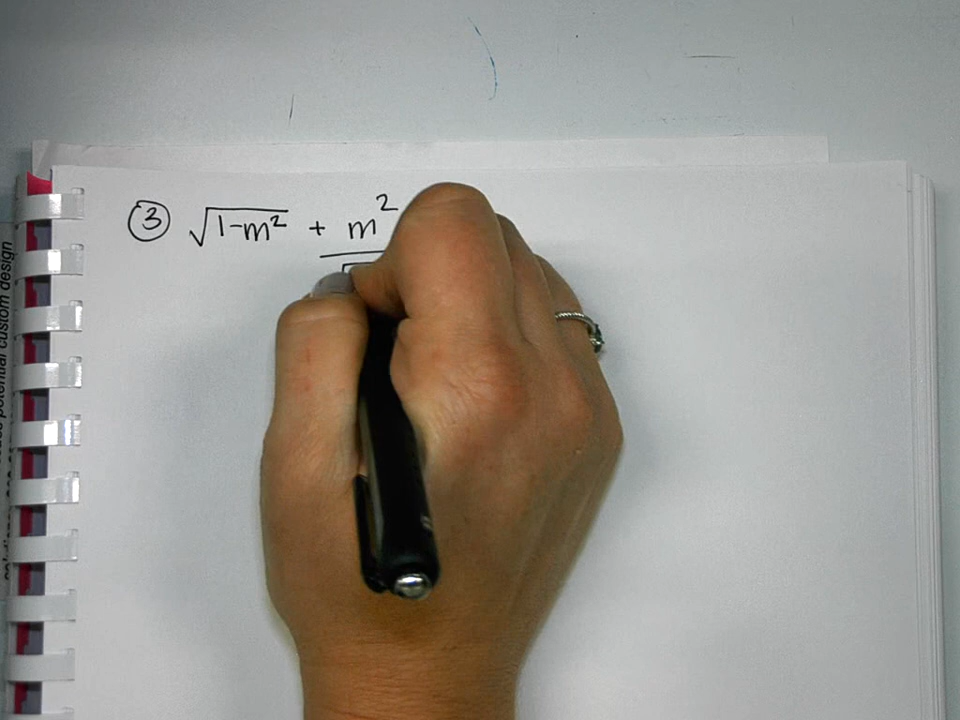 ③ √(1-m²) + m²/√
potential custom design